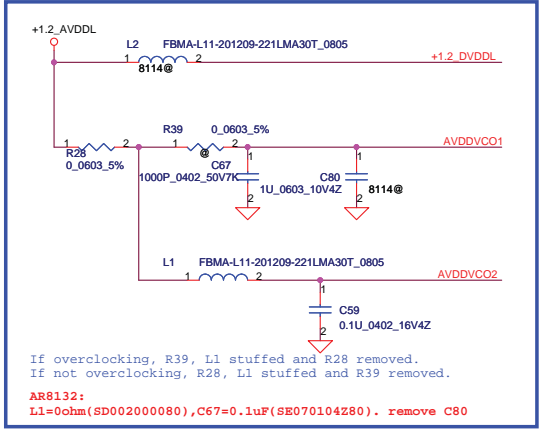 +1.2_AVDDL
L2 FBMA-L11-201209-221LMA30T_0805
1 2
8114@
+1.2_DVDDL
R39 0_0603_5%
1 2 1 2
AVDDVCO1
R28
0_0603_5%
@
C67
1000P_0402_50V7K
1 1
C80
1U_0603_10V4Z
8114@
2 2
L1 FBMA-L11-201209-221LMA30T_0805
1 2
AVDDVCO2
1
C59
0.1U_0402_16V4Z
2
If overclocking, R39, L1 stuffed and R28 removed.
If not overclocking, R28, L1 stuffed and R39 removed.
AR8132:
L1=0ohm(SD002000080),C67=0.1uF(SE070104Z80). remove C80